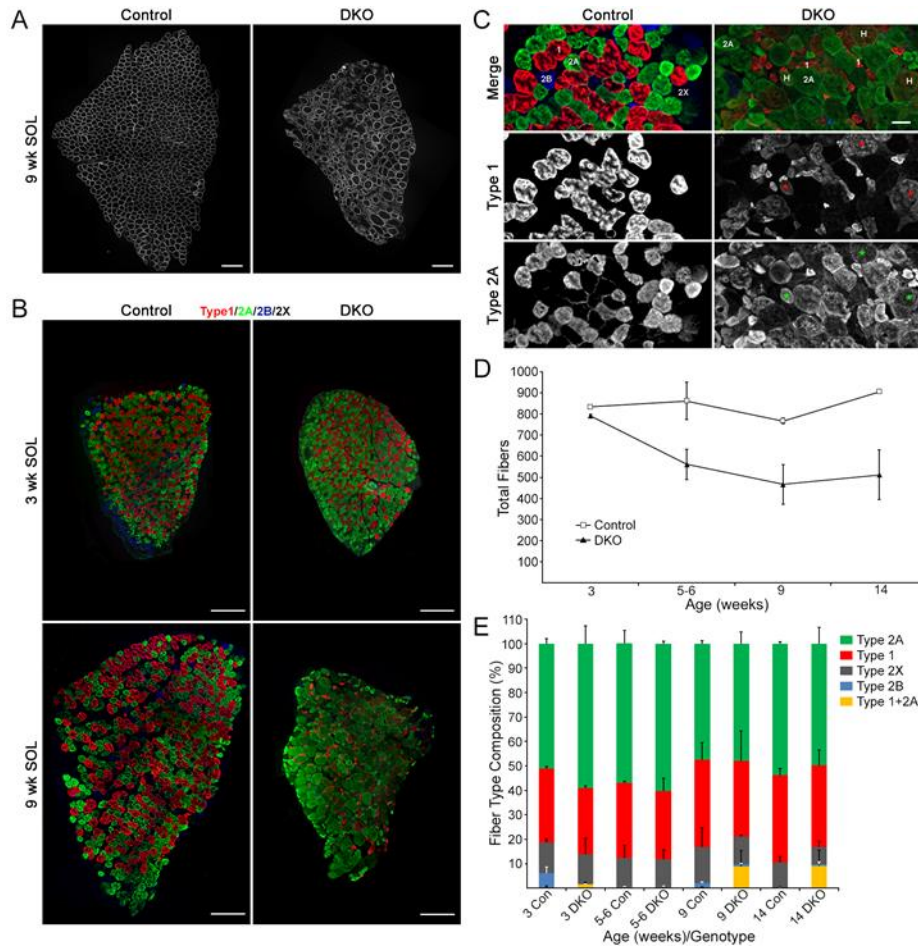 A
Control
DKO
9 wk SOL
B
Control
Type1/2A/2B/2X
DKO
3 wk SOL
9 wk SOL
C
Control
DKO
Merge
1
2A
2B
2X
2A
H
1
1
H
2A
H
Type 1
Type 2A
D
1000
900
800
700
600
500
400
300
200
100
Total Fibers
Control
DKO
3
5-6
9
14
Age (weeks)
E
110
100
90
80
70
60
50
40
30
20
10
Fiber Type Composition (%)
Type 2A
Type 1
Type 2X
Type 2B
Type 1+2A
3 Con
3 DKO
5-6 Con
5-6 DKO
9 Con
9 DKO
14 Con
14 DKO
Age (weeks)/Genotype